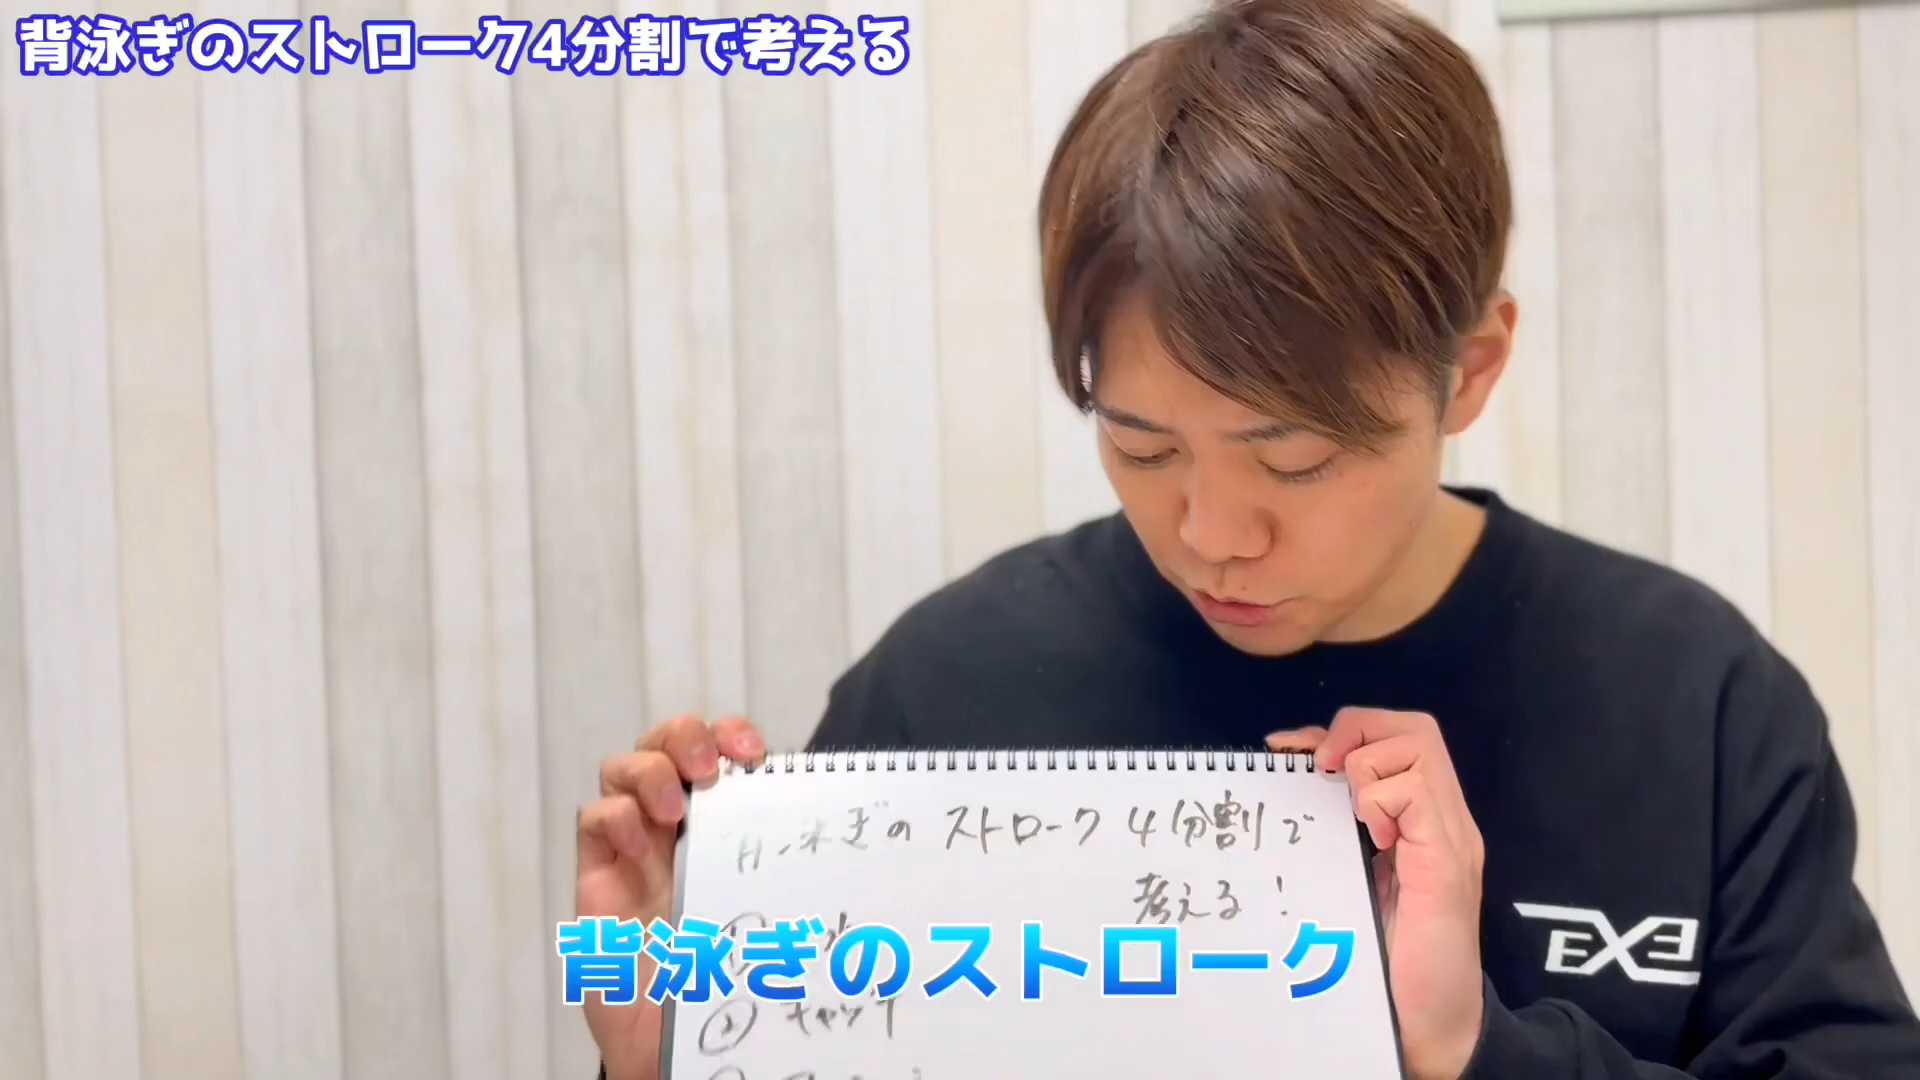 背泳ぎのストローク4分割で考える
背泳ぎの ストローク 4分割で
考える!
背泳ぎのストローク
② キャッチ
EXE